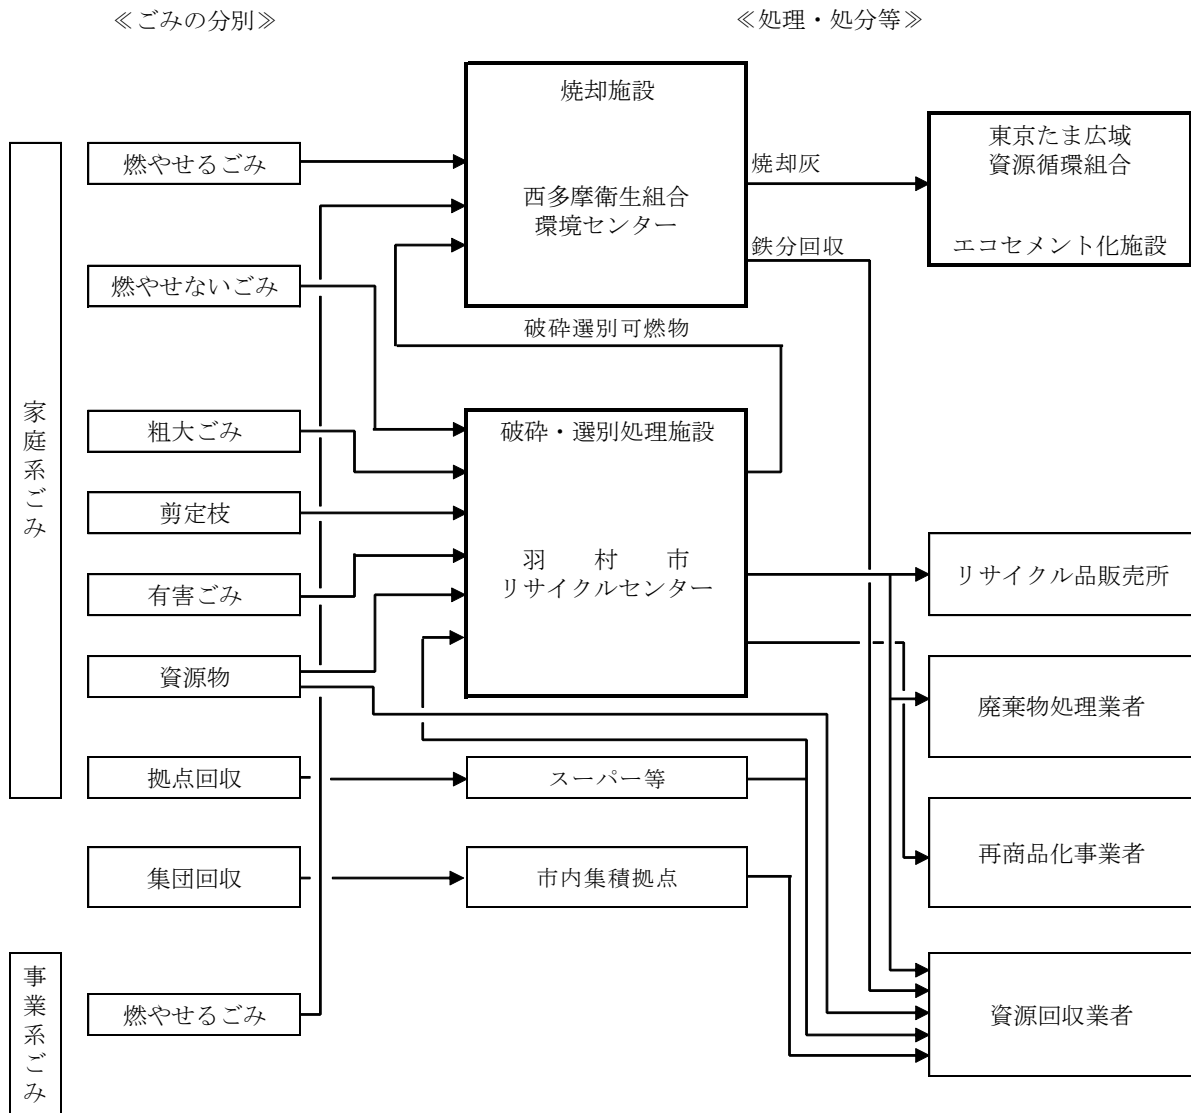 ≪ごみの分別≫
≪処理・処分等≫
家庭系ごみ
燃やせるごみ
燃やせないごみ
粗大ごみ
剪定枝
有害ごみ
資源物
拠点回収
集団回収
事業系ごみ
燃やせるごみ
焼却施設
西多摩衛生組合
環境センター
焼却灰
鉄分回収
破砕選別可燃物
破砕・選別処理施設
羽村市
リサイクルセンター
スーパー等
市内集積拠点
東京たま広域
資源循環組合
エコセメント化施設
リサイクル品販売所
廃棄物処理業者
再商品化事業者
資源回収業者